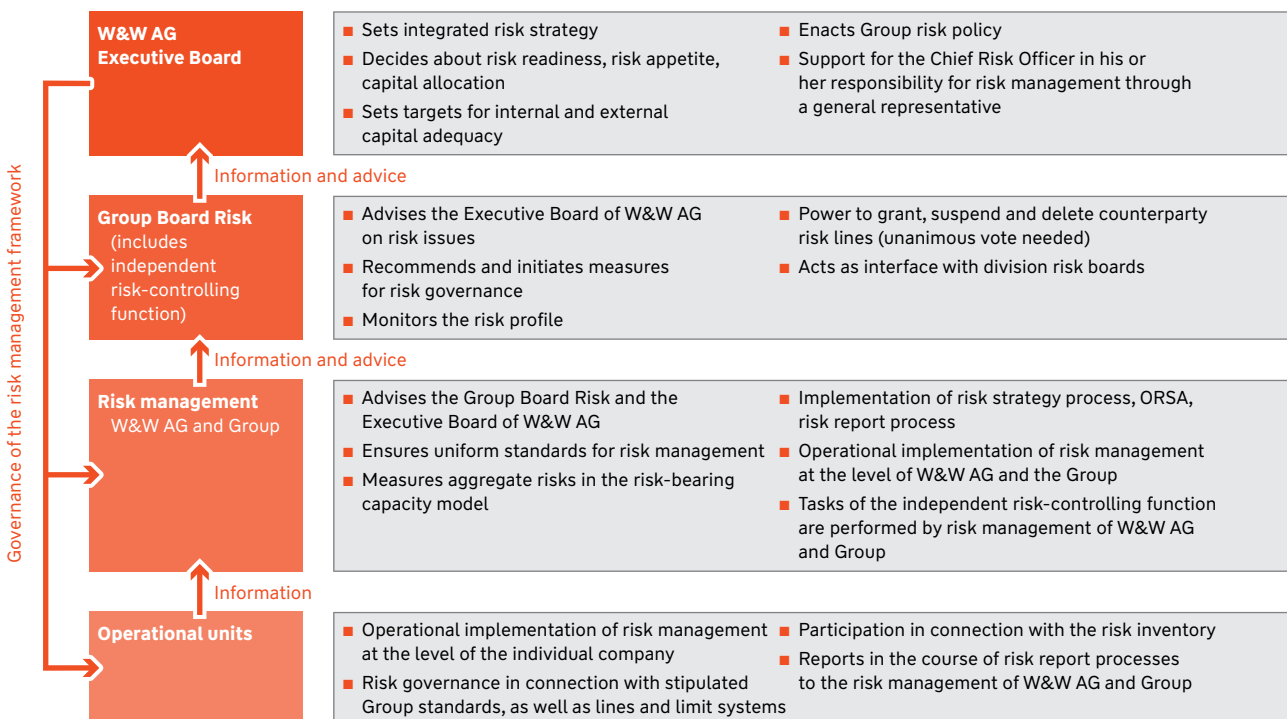 Governance of the risk management framework
W&W AG
Executive Board
■ Sets integrated risk strategy
■ Decides about risk readiness, risk appetite,
capital allocation
■ Sets targets for internal and external
capital adequacy
■ Enacts Group risk policy
■ Support for the Chief Risk Officer in his or
her responsibility for risk management through
a general representative
Information and advice
Group Board Risk
(includes
independent
risk-controlling
function)
■ Advises the Executive Board of W&W AG
on risk issues
■ Recommends and initiates measures
for risk governance
■ Monitors the risk profile
■ Power to grant, suspend and delete counterparty
risk lines (unanimous vote needed)
■ Acts as interface with division risk boards
Information and advice
Risk management
W&W AG and Group
■ Advises the Group Board Risk and the
Executive Board of W&W AG
■ Ensures uniform standards for risk management
■ Measures aggregate risks in the risk-bearing
capacity model
■ Implementation of risk strategy process, ORSA,
risk report process
■ Operational implementation of risk management
at the level of W&W AG and the Group
■ Tasks of the independent risk-controlling function
are performed by risk management of W&W AG
and Group
Information
Operational units
■ Operational implementation of risk management
at the level of the individual company
■ Risk governance in connection with stipulated
Group standards, as well as lines and limit systems
■ Participation in connection with the risk inventory
■ Reports in the course of risk report processes
to the risk management of W&W AG and Group